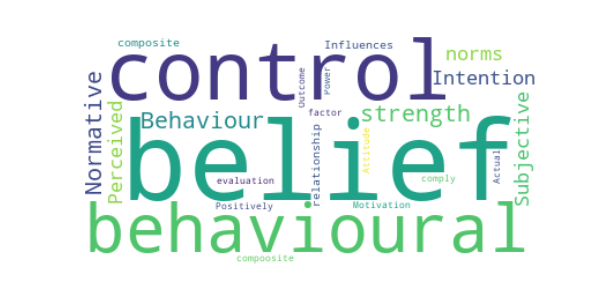 composite
Influences
control
norms
Intention
Normative
Perceived
Outcome
Power
factor
strength
Behaviour
belief
Subjective
relationship
Attitude
Actual
evaluation
comply
Positively
Motivation
behavioural
compoosite